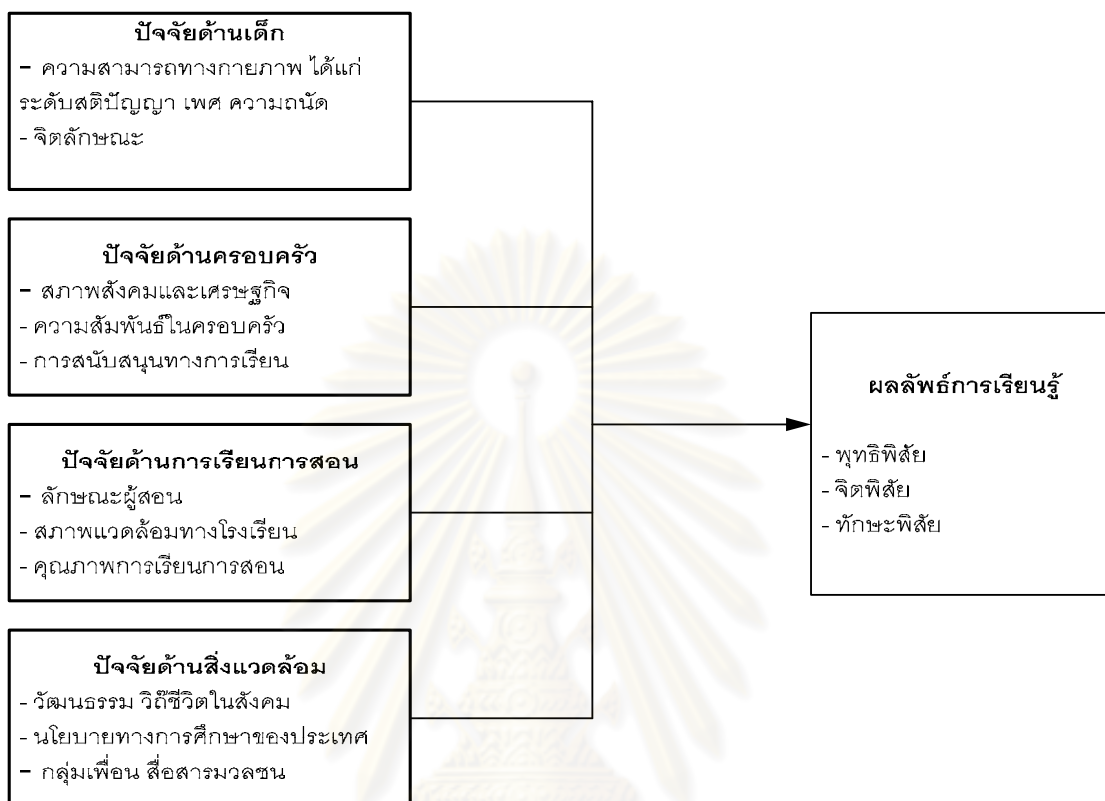 ปัจจัยด้านเด็ก
- ความสามารถทางกายภาพ ได้แก่
ระดับสติปัญญา เพศ ความถนัด
- จิตลักษณะ
ปัจจัยด้านครอบครัว
- สภาพสังคมและเศรษฐกิจ
- ความสัมพันธ์ในครอบครัว
- การสนับสนุนทางการเรียน
ปัจจัยด้านการเรียนการสอน
- ลักษณะผู้สอน
- สภาพแวดล้อมทางโรงเรียน
- คุณภาพการเรียนการสอน
ปัจจัยด้านสิ่งแวดล้อม
- วัฒนธรรม วิถีชีวิตในสังคม
- นโยบายทางการศึกษาของประเทศ
- กลุ่มเพื่อน สื่อสารมวลชน
ผลลัพธ์การเรียนรู้
- พุทธิพิสัย
- จิตพิสัย
- ทักษะพิสัย